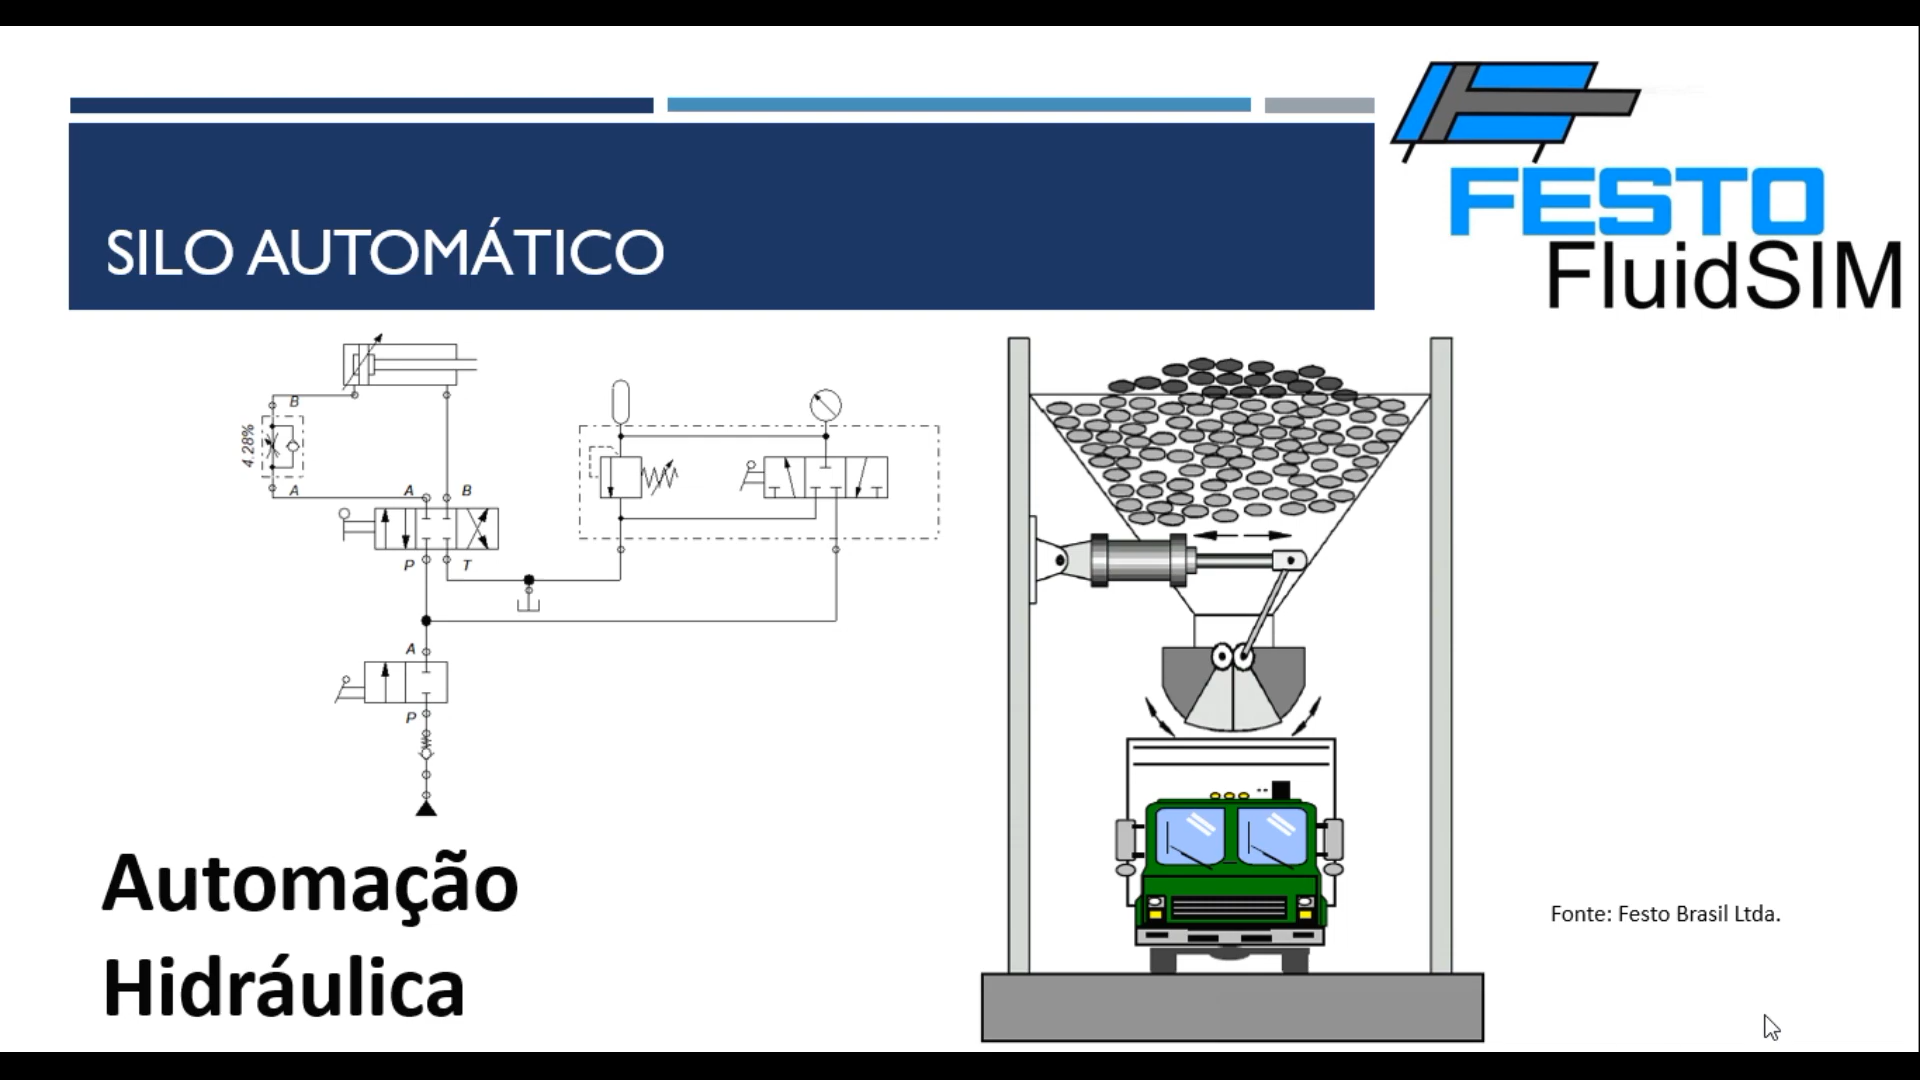 SILO AUTOMÁTICO
FESTO
FluidSIM
B
4.28%
A
A B
P T
A
P
Automação
Hidráulica
Fonte: Festo Brasil Ltda.